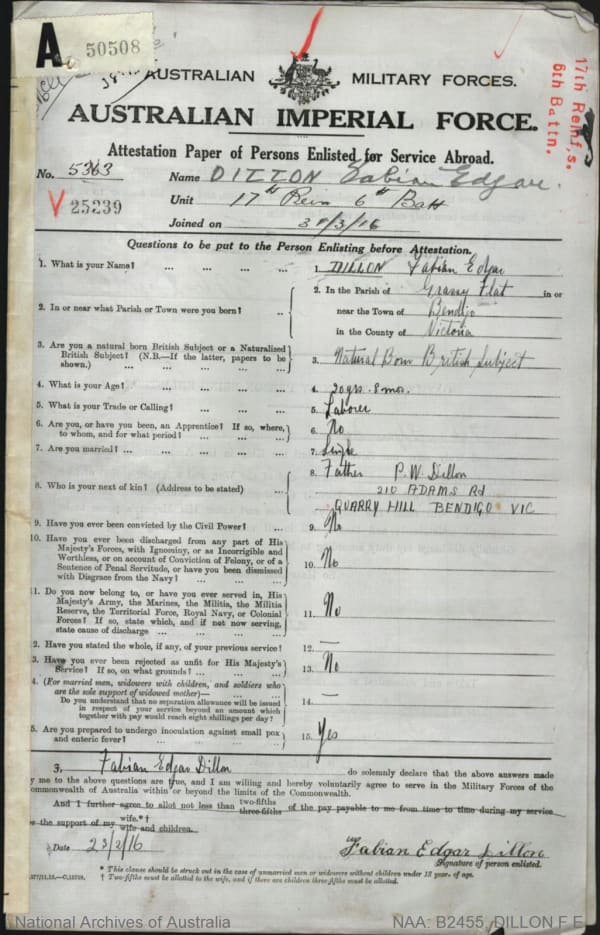 A
50508
AUSTRALIAN MILITARY FORCES.
AUSTRALIAN IMPERIAL FORCE.
17th Reinf,s.
6th Battn.
Attestation Paper of Persons Enlisted for Service Abroad.
No. 5363 Name DILLON Fabian Edgar.
V 25239
Unit 17th Rein 6th Batt
Joined on 3/16
Questions to be put to the Person Enlisting before Attestation.
1. What is your Name? ... ... ... ... 1. DILLON Fabian Edgar
2. In or near what Parish or Town were you born? ... 2. In the Parish of Grassy Flat in or
near the Town of Bendigo
in the County of Victoria
3. Are you a natural born British Subject or a Naturalized
British Subject? (N.B.—If the latter, papers to be
shown.) ... ... ... ... 3. Natural Born British Subject
4. What is your Age? ... ... ... 4. 20 yrs. 8 mos.
5. What is your Trade or Calling? ... ... ... 5. Laborer
6. Are you, or have you been, an Apprentice? If so, where,
to whom, and for what period? ... ... ... 6. No
7. Are you married? ... ... ... ... 7. Single
8. Who is your next of kin? (Address to be stated) ... 8. Father P. W. Dillon
210 ADAMS Rd
QUARRY HILL BENDIGO VIC
9. Have you ever been convicted by the Civil Power? ... 9. No
10. Have you ever been discharged from any part of His
Majesty's Forces, with Ignominy, or as Incorrigible and
Worthless, or on account of Conviction of Felony, or of a
Sentence of Penal Servitude, or have you been dismissed
with Disgrace from the Navy? ... ... ... 10. No
1. Do you now belong to, or have you ever served in, His
Majesty's Army, the Marines, the Militia, the Militia
Reserve, the Territorial Force, Royal Navy, or Colonial
Forces? If so, state which, and if not now serving,
state cause of discharge ... ... ... 11. No
2. Have you stated the whole, if any, of your previous service? 12. —
3. Have you ever been rejected as unfit for His Majesty's
Service? If so, on what grounds? ... ... 13. No
4. (For married men, widowers with children, and soldiers who
are the sole support of widowed mother)— ... ...
Do you understand that no separation allowance will be issued
in respect of your service beyond an amount which
together with pay would reach eight shillings per day? 14. —
5. Are you prepared to undergo inoculation against small pox
and enteric fever? ... ... ... 15. Yes
Fabian Edgar Dillon do solemnly declare that the above answers made
y me to the above questions are true, and I am willing and hereby voluntarily agree to serve in the Military Forces of the
ommonwealth of Australia within or beyond the limits of the Commonwealth.
And I further agree to allot not less than two-fifths
three-fifths of the pay payable to me from time to time during my service
the support of my wife.*†
wife and children.
Date 23/2/16 Fabian Edgar Dillon
Signature of person enlisted.
* This clause should be struck out in the case of unmarried men or widowers without children under 18 year of age.
† Two-fifths must be allotted to the wife, and if there are children three-fifths must be allotted.
National Archives of Australia NAA: B2455, DILLON F E